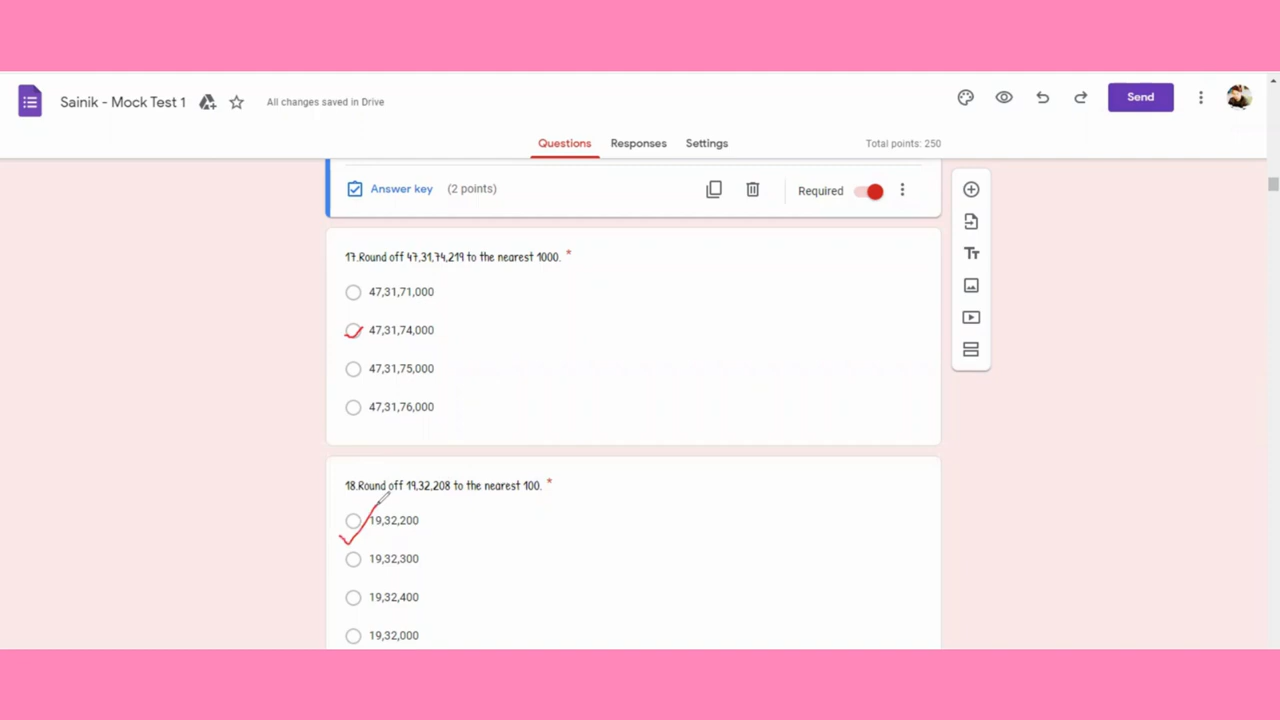 Sainik - Mock Test 1
All changes saved in Drive
Send
Questions Responses Settings
Total points: 250
Answer key (2 points)
Required
17.Round off 47,31,74,219 to the nearest 1000. *
47,31,71,000
47,31,74,000
47,31,75,000
47,31,76,000
18.Round off 19,32,208 to the nearest 100. *
19,32,200
19,32,300
19,32,400
19,32,000